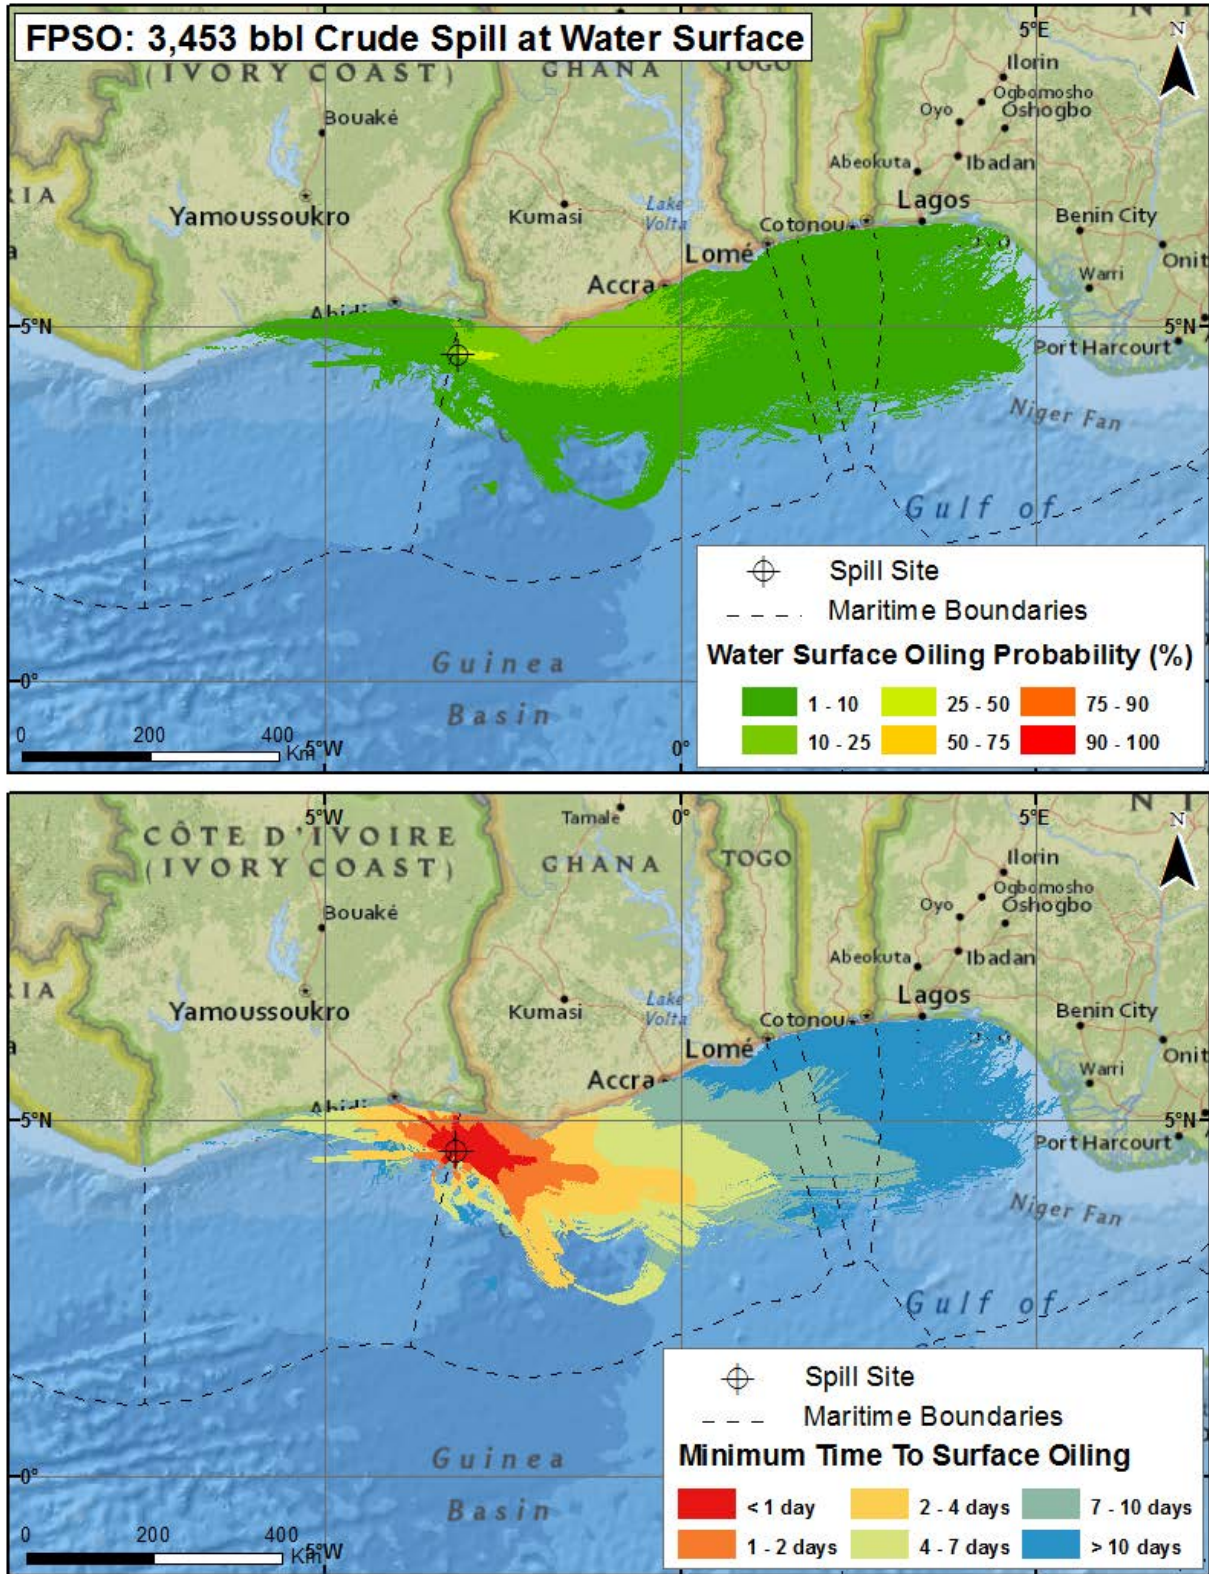 FPSO: 3,453 bbl Crude Spill at Water Surface
5°E
N
N I
(IVORY COAST)
GHANA
TOGO
Ilorin
Ogbomosho
Oyo
Oshogbo
Bouaké
Abeokuta
Ibadan
RIA
Yamoussoukro
Kumasi
Lake
Volta
Lagos
Cotonou
Benin City
Lomé
Onit
a
Accra
Warri
Abidj
5°N
5°N
Port Harcourt
Niger Fan
Gulf of
Spill Site
Maritime Boundaries
Guinea
Basin
Water Surface Oiling Probability (%)
0°
1 - 10
25 - 50
75 - 90
10 - 25
50 - 75
90 - 100
0
200
400
Km
5°W
0°
5°W
Tamale
0°
5°E
N
N I
CÔTE D'IVOIRE
(IVORY COAST)
GHANA
TOGO
Ilorin
Ogbomosho
Oyo
Oshogbo
Bouaké
Abeokuta
Ibadan
RIA
Yamoussoukro
Kumasi
Lake
Volta
Lagos
Cotonou
Benin City
Lomé
Onit
a
Accra
Warri
Abidj
5°N
5°N
Port Harcourt
Niger Fan
Gulf of
Spill Site
Maritime Boundaries
Guinea
Basin
Minimum Time To Surface Oiling
0°
< 1 day
2 - 4 days
7 - 10 days
1 - 2 days
4 - 7 days
> 10 days
0
200
400
Km
5°W